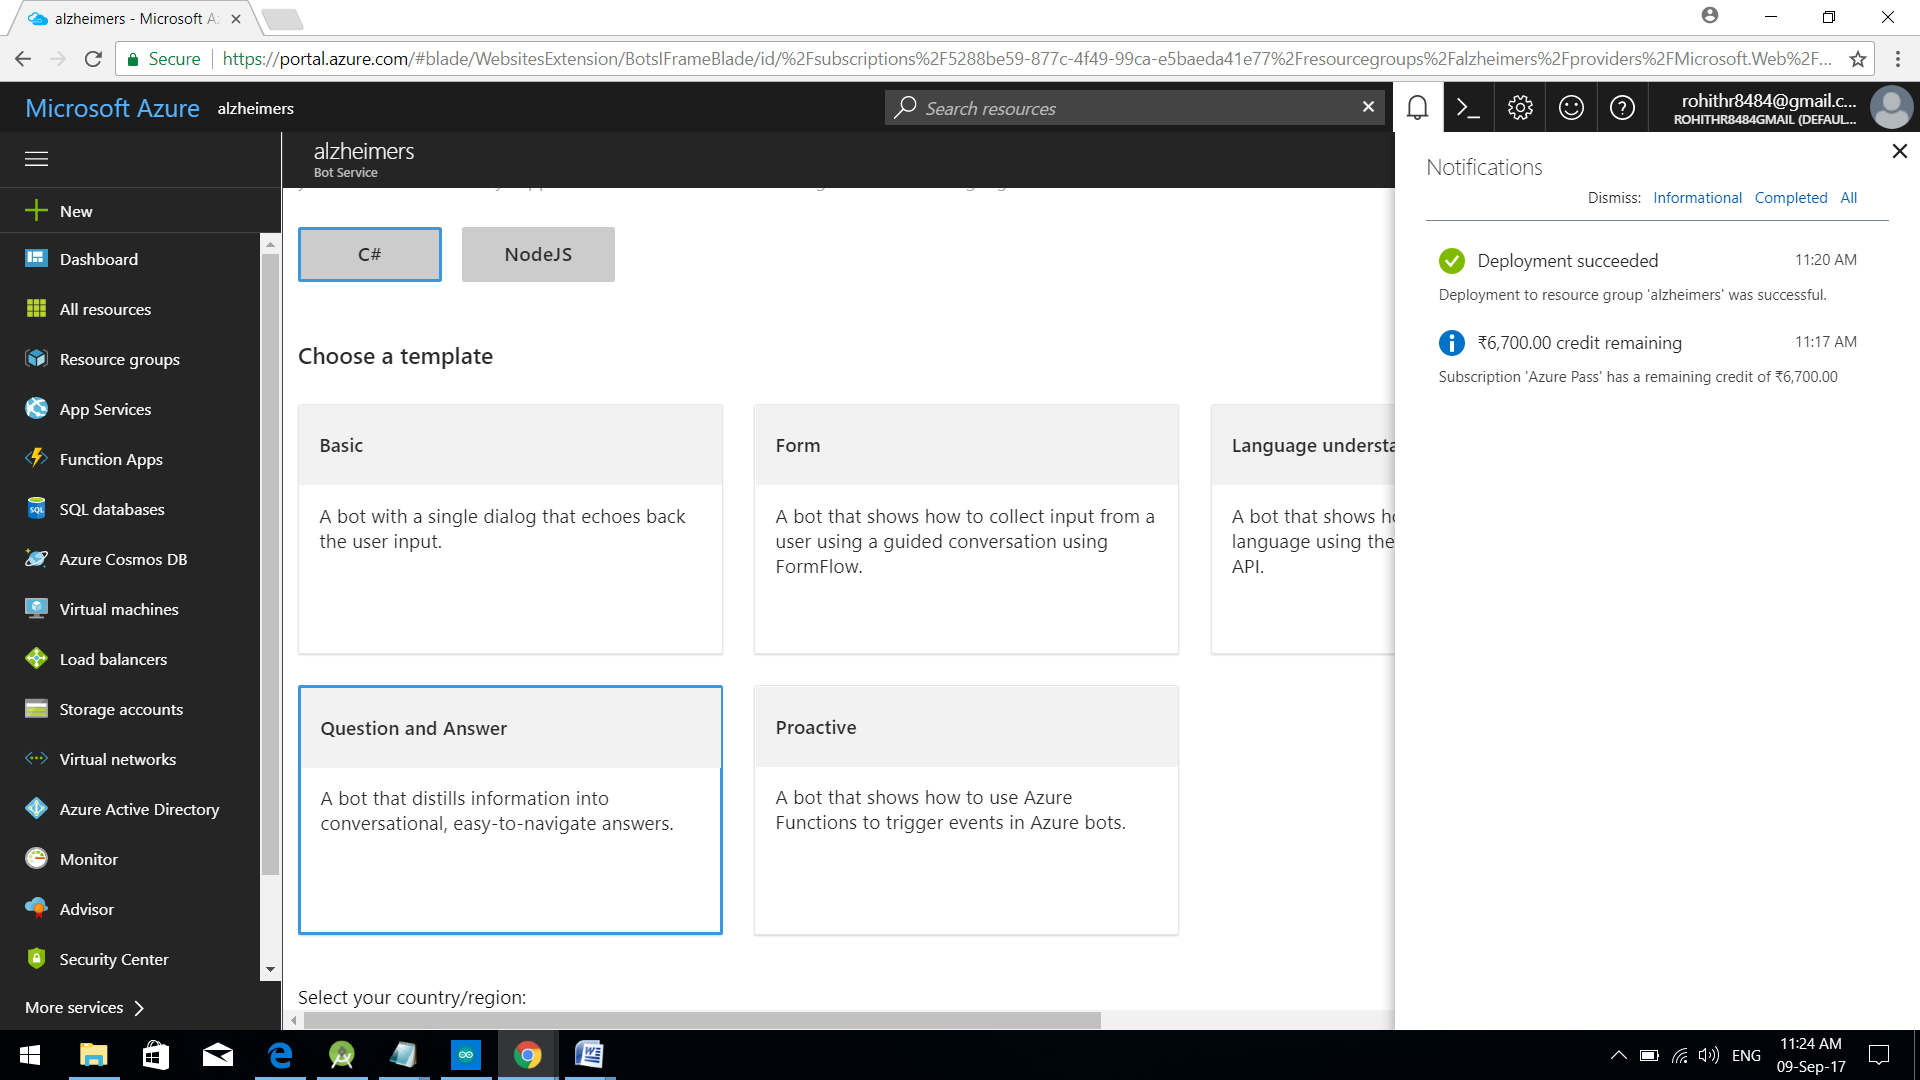 alzheimers - Microsoft Az
Secure
https://portal.azure.com/#blade/WebsitesExtension/BotsIFrameBlade/id/%2Fsubscriptions%2F5288be59-877c-4f49-99ca-e5baeda41e77%2Fresourcegroups%2Falzheimers%2Fproviders%2FMicrosoft.Web%2F...
Microsoft Azure alzheimers
Search resources
rohithr8484@gmail.c...
ROHITHR8484GMAIL (DEFAUL...
New
Dashboard
All resources
Resource groups
App Services
Function Apps
SQL databases
Azure Cosmos DB
Virtual machines
Load balancers
Storage accounts
Virtual networks
Azure Active Directory
Monitor
Advisor
Security Center
More services
alzheimers
Bot Service
C#
NodeJS
Choose a template
Basic
A bot with a single dialog that echoes back
the user input.
Form
A bot that shows how to collect input from a
user using a guided conversation using
FormFlow.
Language understa
A bot that shows h
language using the
API.
Question and Answer
A bot that distills information into
conversational, easy-to-navigate answers.
Proactive
A bot that shows how to use Azure
Functions to trigger events in Azure bots.
Select your country/region:
Notifications
Dismiss: Informational Completed All
Deployment succeeded 11:20 AM
Deployment to resource group 'alzheimers' was successful.
₹6,700.00 credit remaining 11:17 AM
Subscription 'Azure Pass' has a remaining credit of ₹6,700.00
ENG
11:24 AM
09-Sep-17